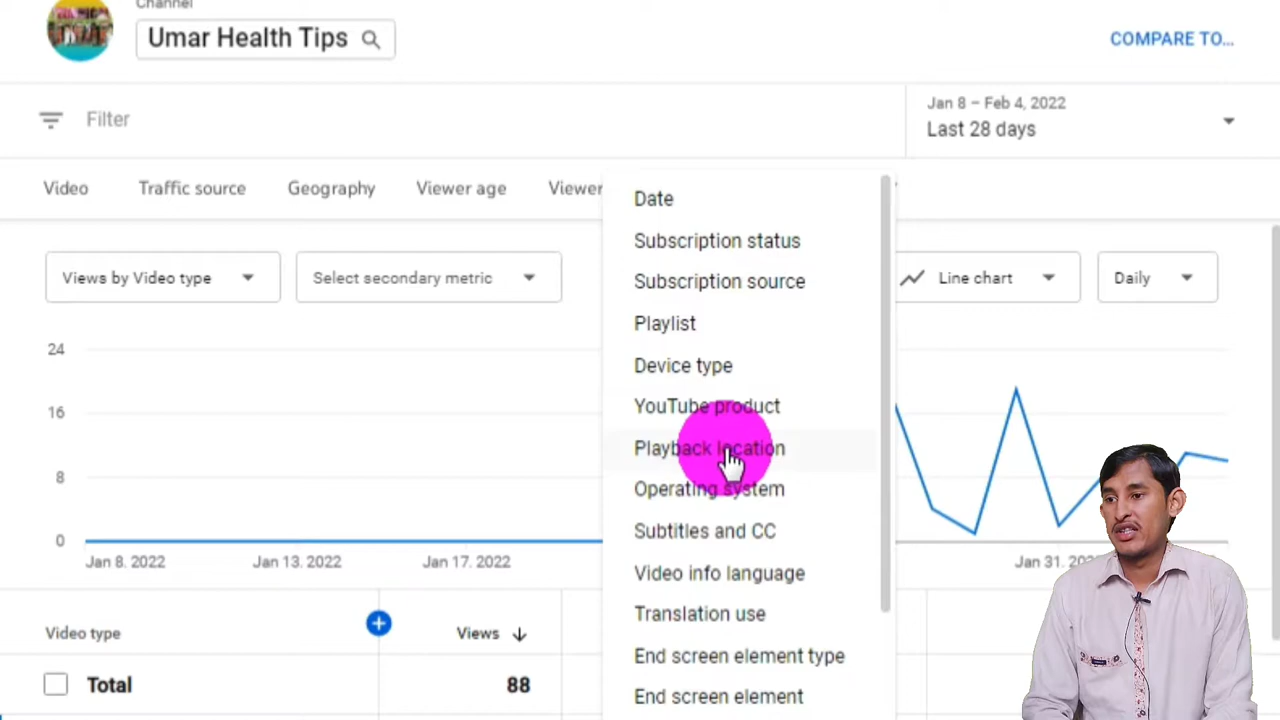 Channel
Umar Health Tips
COMPARE TO...
Filter
Jan 8 – Feb 4, 2022
Last 28 days
Video
Traffic source
Geography
Viewer age
Viewer
Date
Subscription status
Subscription source
Playlist
Device type
YouTube product
Playback location
Operating system
Subtitles and CC
Video info language
Translation use
End screen element type
End screen element
Views by Video type
Select secondary metric
Line chart
Daily
24
16
8
0
Jan 8. 2022
Jan 13. 2022
Jan 17. 2022
Jan 31.
Video type
Views
Total
88